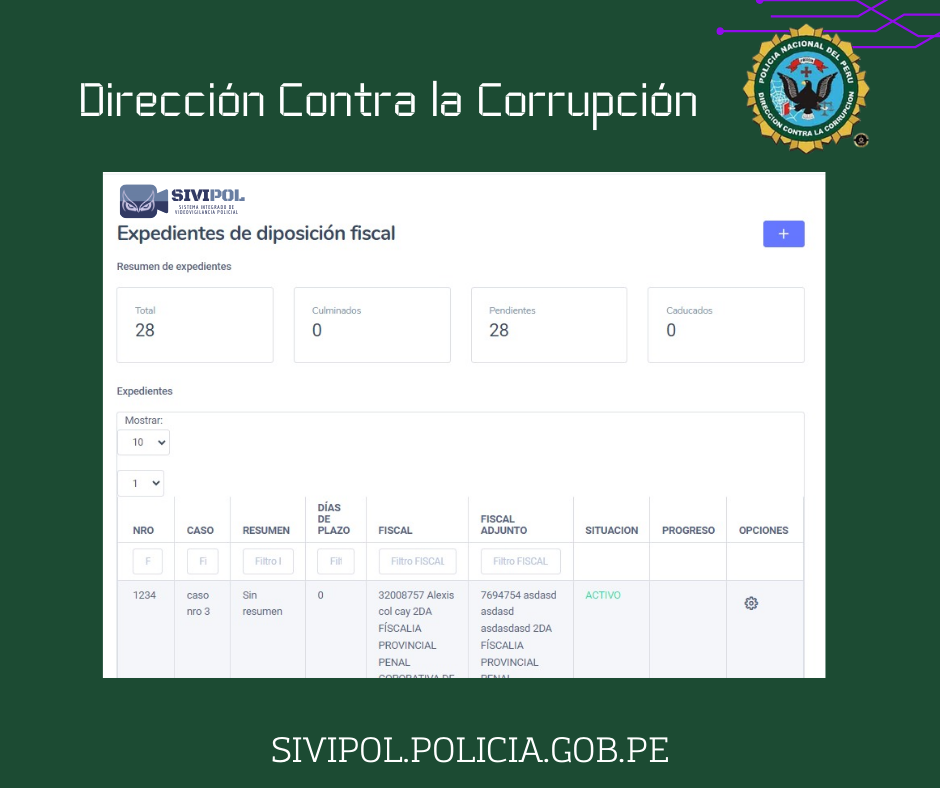 Dirección Contra la Corrupción
POLICIA NACIONAL DEL PERU
DIRECCION CONTRA LA CORRUPCION
SIVIPOL
SISTEMA INTEGRADO DE
VIDEOVIGILANCIA POLICIAL
Expedientes de diposición fiscal
+
Resumen de expedientes
Total
28
Culminados
0
Pendientes
28
Caducados
0
Expedientes
Mostrar:
10
1
NRO
CASO
RESUMEN
DÍAS
DE
PLAZO
FISCAL
FISCAL
ADJUNTO
SITUACION
PROGRESO
OPCIONES
F
Fi
Filtro I
Filt
Filtro FISCAL
Filtro FISCAL
1234
caso
nro 3
Sin
resumen
0
32008757 Alexis
col cay 2DA
FÍSCALIA
PROVINCIAL
PENAL
CORPORATIVA DE
7694754 asdasd
asdasd
asdasdasd 2DA
FÍSCALIA
PROVINCIAL
PENAL
ACTIVO
SIVIPOL.POLICIA.GOB.PE